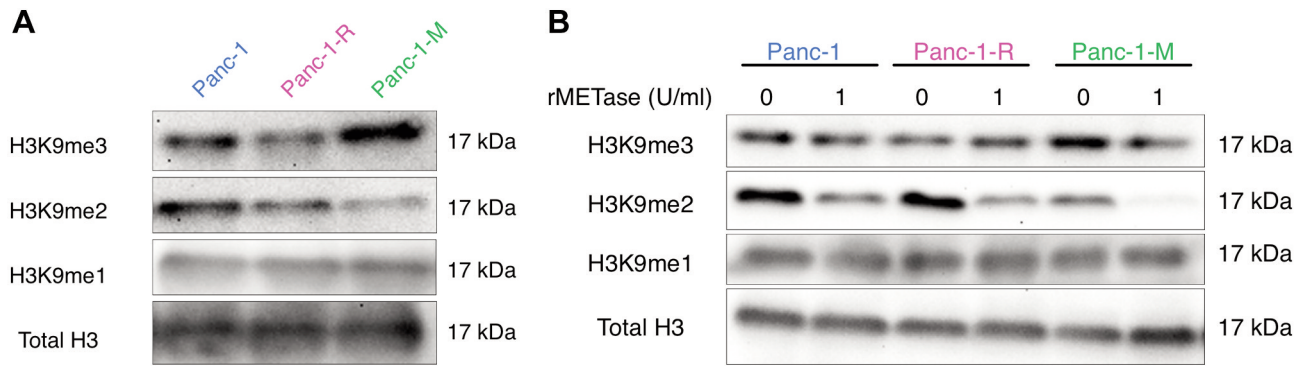 A
Panc-1
Panc-1-R
Panc-1-M
H3K9me3 17 kDa
H3K9me2 17 kDa
H3K9me1 17 kDa
Total H3 17 kDa
B
Panc-1 Panc-1-R Panc-1-M
rMETase (U/ml) 0 1 0 1 0 1
H3K9me3 17 kDa
H3K9me2 17 kDa
H3K9me1 17 kDa
Total H3 17 kDa